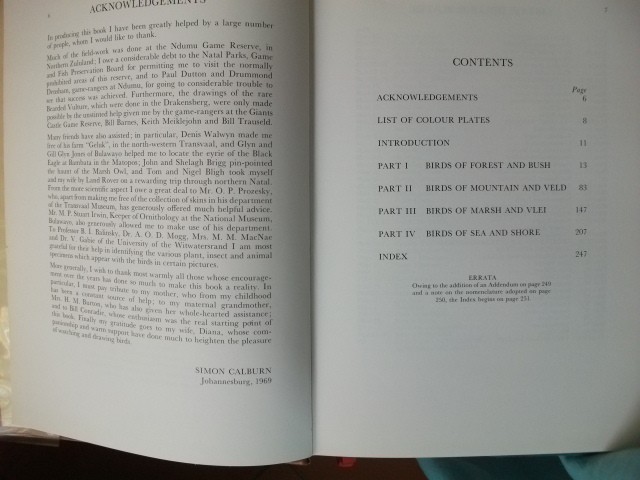 6
ACKNOWLEDGEMENTS
In producing this book I have been greatly helped by a large number
of people, whom I would like to thank.
Much of the field-work was done at the Ndumu Game Reserve, in
Northern Zululand; I owe a considerable debt to the Natal Parks, Game
and Fish Preservation Board for permitting me to visit the normally
prohibited areas of this reserve, and to Paul Dutton and Drummond
Denham, game-rangers at Ndumu, for going to considerable trouble to
see that success was achieved. Furthermore, the drawings of the rare
Bearded Vulture, which were done in the Drakensberg, were only made
possible by the unstinted help given me by the game-rangers at the Giants
Castle Game Reserve, Bill Barnes, Keith Meiklejohn and Bill Trauseld.
Many friends have also assisted; in particular, Denis Walwyn made me
free of his farm "Geluk", in the north-western Transvaal, and Glyn and
Gill Glyn Jones of Bulawayo helped me to locate the eyrie of the Black
Eagle at Bambata in the Matopos; John and Shelagh Brigg pin-pointed
the haunt of the Marsh Owl, and Tom and Nigel Bligh took myself
and my wife by Land Rover on a rewarding trip through northern Natal.
From the more scientific aspect I owe a great deal to Mr. O. P. Prozesky,
who, apart from making me free of the collection of skins in his department
of the Transvaal Museum, has generously offered much helpful advice.
Mr. M. P. Stuart Irwin, Keeper of Ornithology at the National Museum,
Bulawayo, also generously allowed me to make use of his department.
To Professor B. I. Balinsky, Dr. A. O. D. Mogg, Mrs. M. M. MacNae
and Dr. V. Gabie of the University of the Witwatersrand I am most
grateful for their help in identifying the various plant, insect and animal
specimens which appear with the birds in certain pictures.
More generally, I wish to thank most warmly all those whose encourage-
ment over the years has done so much to make this book a reality. In
particular, I must pay tribute to my mother, who from my childhood
has been a constant source of help; to my maternal grandmother,
Mrs. H. M. Burton, who has also given her whole-hearted assistance;
and to Bill Conradie, whose enthusiasm was the real starting point of
this book. Finally my gratitude goes to my wife, Diana, whose com-
panionship and warm support have done much to heighten the pleasure
of watching and drawing birds.
SIMON CALBURN
Johannesburg, 1969
7
CONTENTS
Page
ACKNOWLEDGEMENTS 6
LIST OF COLOUR PLATES 8
INTRODUCTION 11
PART I BIRDS OF FOREST AND BUSH 13
PART II BIRDS OF MOUNTAIN AND VELD 83
PART III BIRDS OF MARSH AND VLEI 147
PART IV BIRDS OF SEA AND SHORE 207
INDEX 247
ERRATA
Owing to the addition of an Addendum on page 249
and a note on the nomenclature adopted on page
250, the Index begins on page 251.